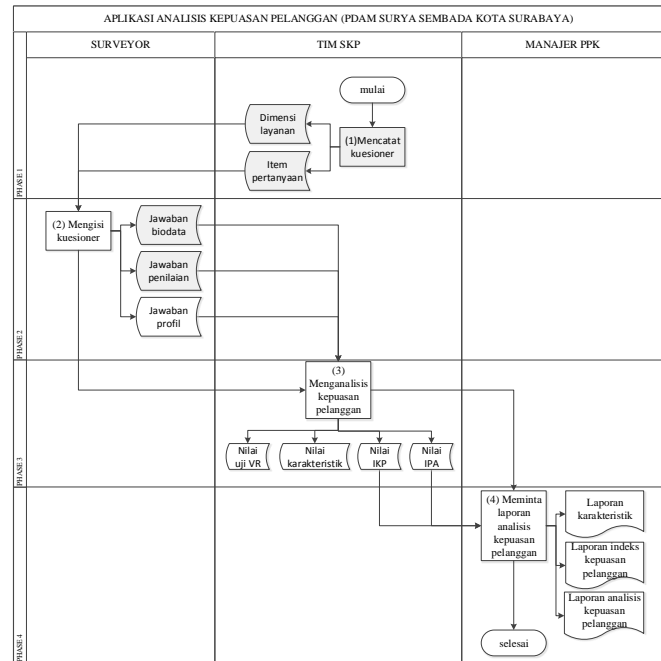 APLIKASI ANALISIS KEPUASAN PELANGGAN (PDAM SURYA SEMBADA KOTA SURABAYA)
SURVEYOR
TIM SKP
MANAJER PPK
PHASE 1
mulai
Dimensi
layanan
(1)Mencatat
kuesioner
Item
pertanyaan
PHASE 2
(2) Mengisi
kuesioner
Jawaban
biodata
Jawaban
penilaian
Jawaban
profil
PHASE 3
(3)
Menganalisis
kepuasan
pelanggan
Nilai
uji VR
Nilai
karakteristik
Nilai
IKP
Nilai
IPA
PHASE 4
(4) Meminta
laporan
analisis
kepuasan
pelanggan
Laporan
karakteristik
Laporan indeks
kepuasan
pelanggan
Laporan analisis
kepuasan
pelanggan
selesai